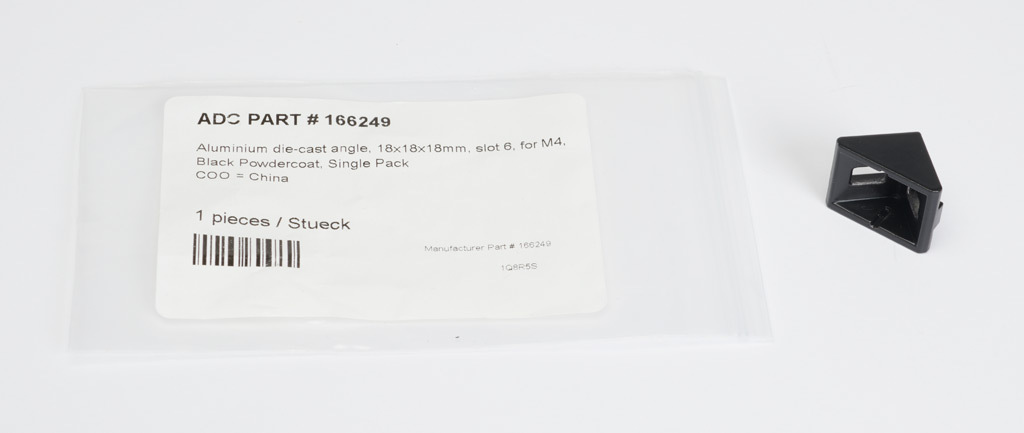 ADC PART # 166249
Aluminium die-cast angle, 18x18x18mm, slot 6, for M4,
Black Powdercoat, Single Pack
COO = China
1 pieces / Stueck
Manufacturer Part # 166249
1Q8R5S